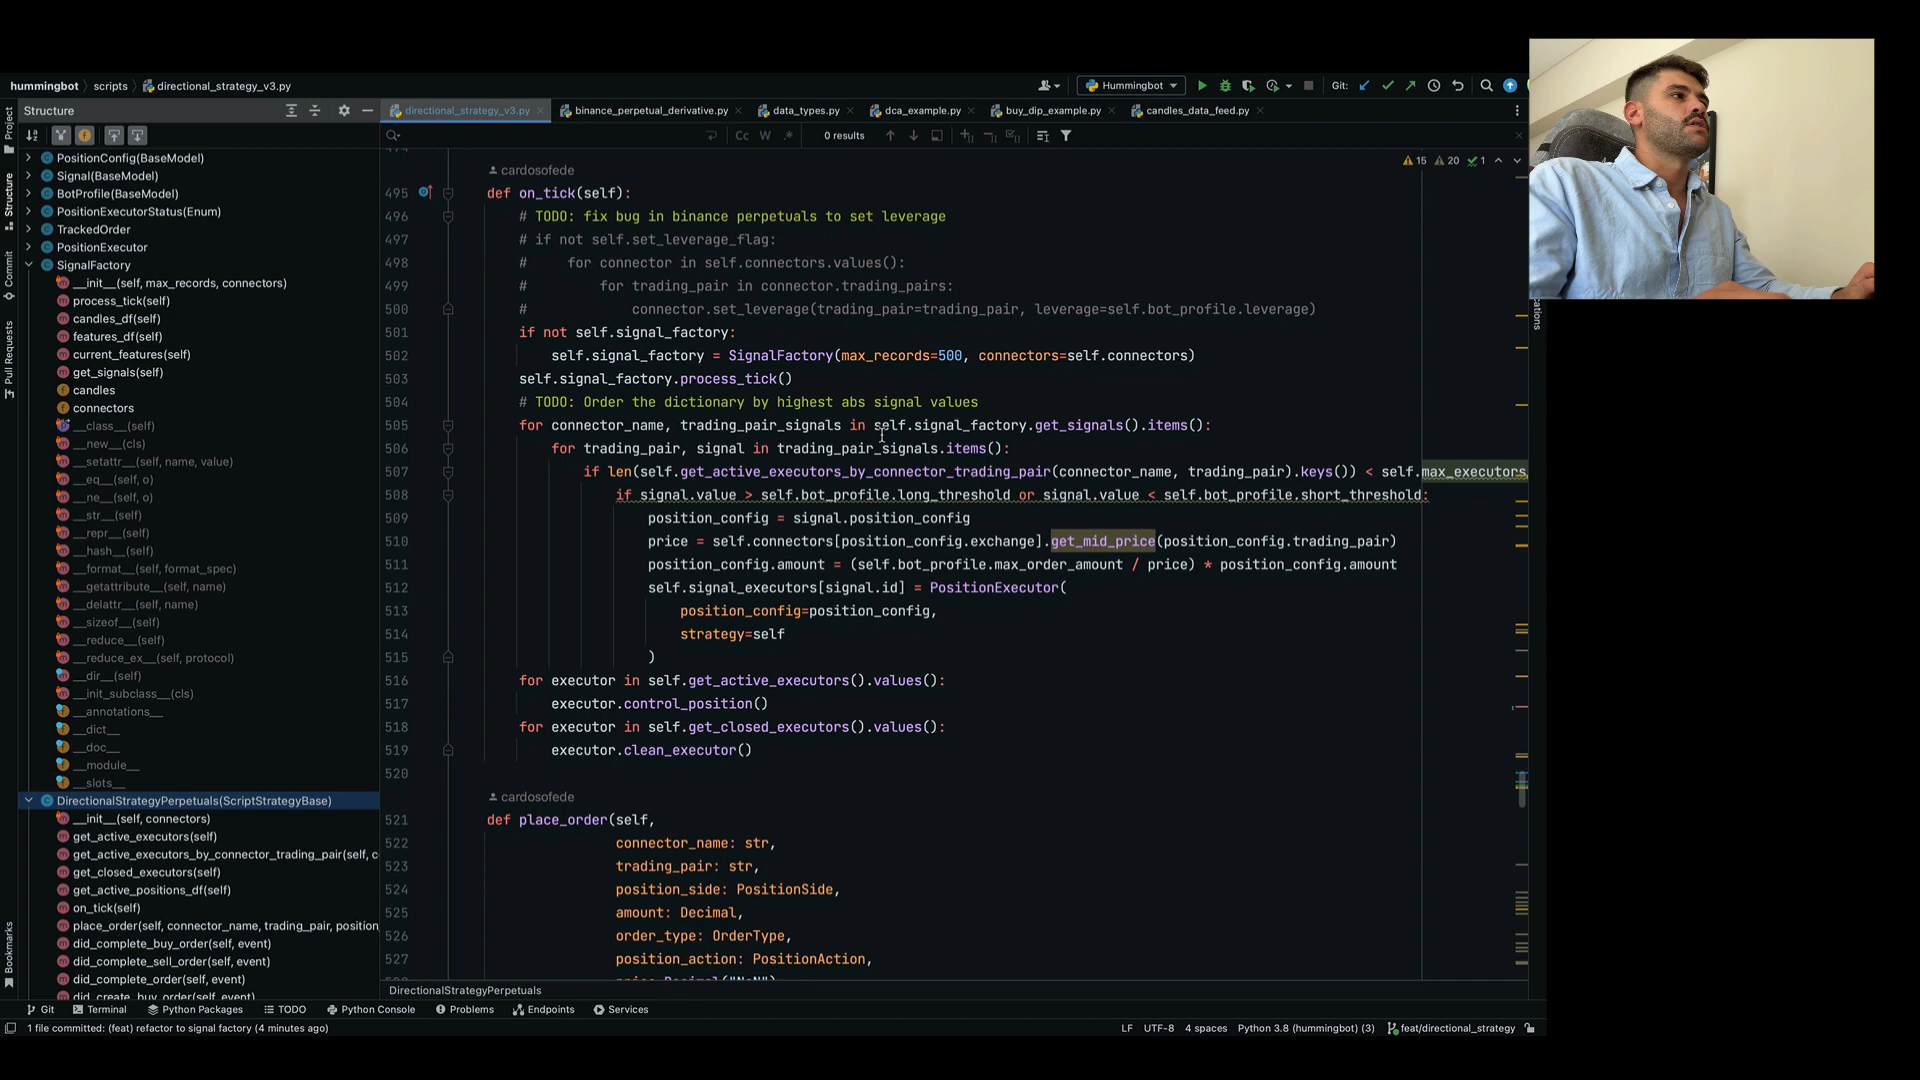 hummingbot scripts directional_strategy_v3.py
Hummingbot Git:
Structure
directional_strategy_v3.py binance_perpetual_derivative.py data_types.py dca_example.py buy_dip_example.py candles_data_feed.py
Cc W .* 0 results
15 20 1
Project
Structure
Commit
Pull Requests
Bookmarks
PositionConfig(BaseModel)
Signal(BaseModel)
BotProfile(BaseModel)
PositionExecutorStatus(Enum)
TrackedOrder
PositionExecutor
SignalFactory
__init__(self, max_records, connectors)
process_tick(self)
candles_df(self)
features_df(self)
current_features(self)
get_signals(self)
candles
connectors
__class__(self)
__new__(cls)
__setattr__(self, name, value)
__eq__(self, o)
__ne__(self, o)
__str__(self)
__repr__(self)
__hash__(self)
__format__(self, format_spec)
__getattribute__(self, name)
__delattr__(self, name)
__sizeof__(self)
__reduce__(self)
__reduce_ex__(self, protocol)
__dir__(self)
__init_subclass__(cls)
__annotations__
__dict__
__doc__
__module__
__slots__
DirectionalStrategyPerpetuals(ScriptStrategyBase)
__init__(self, connectors)
get_active_executors(self)
get_active_executors_by_connector_trading_pair(self, c
get_closed_executors(self)
get_active_positions_df(self)
on_tick(self)
place_order(self, connector_name, trading_pair, position
did_complete_buy_order(self, event)
did_complete_sell_order(self, event)
did_complete_order(self, event)
did_create_buy_order(self, event)
cardosofede
495 def on_tick(self):
496 # TODO: fix bug in binance perpetuals to set leverage
497 # if not self.set_leverage_flag:
498 # for connector in self.connectors.values():
499 # for trading_pair in connector.trading_pairs:
500 # connector.set_leverage(trading_pair=trading_pair, leverage=self.bot_profile.leverage)
501 if not self.signal_factory:
502 self.signal_factory = SignalFactory(max_records=500, connectors=self.connectors)
503 self.signal_factory.process_tick()
504 # TODO: Order the dictionary by highest abs signal values
505 for connector_name, trading_pair_signals in self.signal_factory.get_signals().items():
506 for trading_pair, signal in trading_pair_signals.items():
507 if len(self.get_active_executors_by_connector_trading_pair(connector_name, trading_pair).keys()) < self.max_executors
508 if signal.value > self.bot_profile.long_threshold or signal.value < self.bot_profile.short_threshold:
509 position_config = signal.position_config
510 price = self.connectors[position_config.exchange].get_mid_price(position_config.trading_pair)
511 position_config.amount = (self.bot_profile.max_order_amount / price) * position_config.amount
512 self.signal_executors[signal.id] = PositionExecutor(
513 position_config=position_config,
514 strategy=self
515 )
516 for executor in self.get_active_executors().values():
517 executor.control_position()
518 for executor in self.get_closed_executors().values():
519 executor.clean_executor()
520
cardosofede
521 def place_order(self,
522 connector_name: str,
523 trading_pair: str,
524 position_side: PositionSide,
525 amount: Decimal,
526 order_type: OrderType,
527 position_action: PositionAction,
DirectionalStrategyPerpetuals
Git Terminal Python Packages TODO Python Console Problems Endpoints Services
1 file committed: (feat) refactor to signal factory (4 minutes ago) LF UTF-8 4 spaces Python 3.8 (hummingbot) (3) feat/directional_strategy